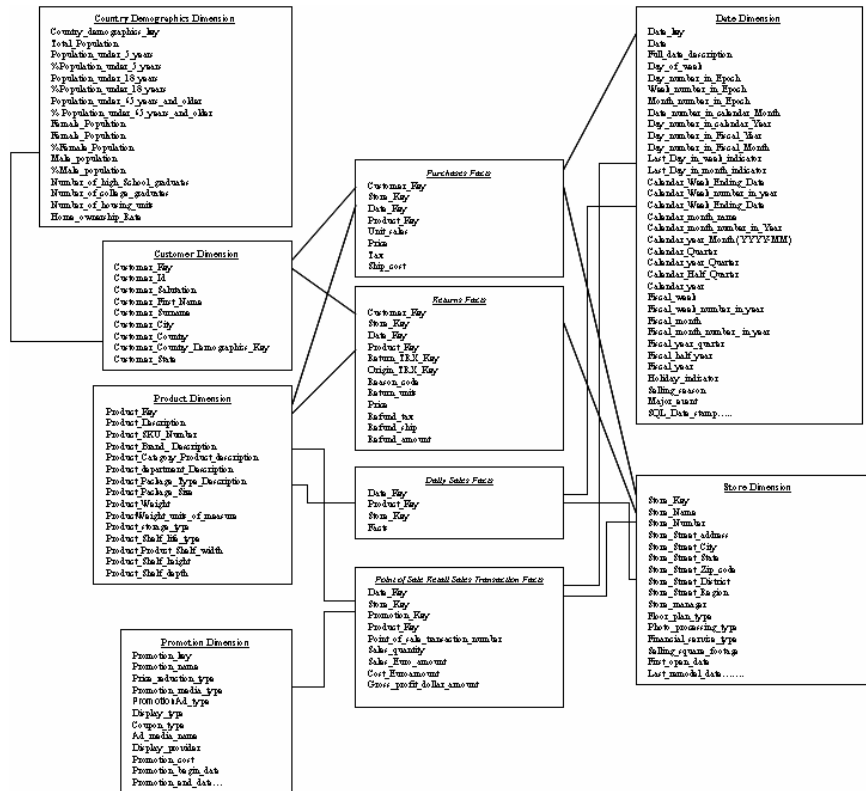 Country Demographics Dimension
Country_demographics_key
Total_Population
Population_under_5_years
%Population_under_5_years
Population_under_18_years
%Population_under_18_years
Population_under_65_years_and_older
% Population_under_65_years_and_older
Female_Population
Female_Population
%Female_Population
Male_population
%Male_population
Number_of_high_School_graduates
Number_of_college_graduates
Number_of_housing_units
Home_ownership_Rate
Customer Dimension
Customer_Key
Customer_Id
Customer_Salutation
Customer_First_Name
Customer_Surname
Customer_City
Customer_Country
Customer_Country_Demographics_Key
Customer_State
Product Dimension
Product_Key
Product_Description
Product_SKU_Number
Product_Brand_Description
Product_Category_Product_description
Product_department_Description
Product_Package_Type_Description
Product_Package_Size
Product_Weight
ProductWeight_units_of_measure
Product_storage_type
Product_Shelf_life_type
Product_Product_Shelf_width
Product_Shelf_height
Product_Shelf_depth
Promotion Dimension
Promotion_key
Promotion_name
Price_reduction_type
Promotion_media_type
PromotionAd_type
Display_type
Coupon_type
Ad_media_name
Display_provider
Promotion_cost
Promotion_begin_date
Promotion_end_date...
Purchases Facts
Customer_Key
Store_Key
Date_Key
Product_Key
Unit_sales
Price
Tax
Ship_cost
Returns Facts
Customer_Key
Store_Key
Date_Key
Product_Key
Return_TRX_Key
Origin_TRX_Key
Reason_code
Return_units
Price
Refund_tax
Refund_ship
Refund_amount
Daily Sales Facts
Date_Key
Product_Key
Store_Key
Facts
Point of Sale Retail Sales Transaction Facts
Date_Key
Store_Key
Promotion_Key
Product_Key
Point_of_sale_transaction_number
Sales_quantity
Sales_Euro_amount
Cost_Euroamount
Gross_profit_dollar_amount
Date Dimension
Date_key
Date
Full_date_description
Day_of_week
Day_number_in_Epoch
Week_number_in_Epoch
Month_number_in_Epoch
Date_number_in_calendar_Month
Day_number_in_calendar_Year
Day_number_in_Fiscal_Year
Day_number_in_Fiscal_Month
Last_Day_in_week_indicator
Last_Day_in_month_indicator
Calendar_Week_Ending_Date
Calendar_Week_number_in_year
Calendar_Week_Ending_Date
Calendar_month_name
Calendar_month_number_in_Year
Calendar_year_Month(YYYY-MM)
Calendar_Quarter
Calendar_year_Quarter
Calendar_Half_Quarter
Calendar_year
Fiscal_week
Fiscal_week_number_in_year
Fiscal_month
Fiscal_month_number_in_year
Fiscal_year_quarter
Fiscal_half_year
Fiscal_year
Holiday_indicator
Selling_season
Major_event
SQL_Date_stamp.....
Store Dimension
Store_Key
Store_Name
Store_Number
Store_Street_address
Store_Street_City
Store_Street_State
Store_Street_Zip_code
Store_Street_District
Store_Street_Region
Store_manager
Floor_plan_type
Photo_processing_type
Financial_service_type
Selling_square_footage
First_open_date
Last_remodel_date.......